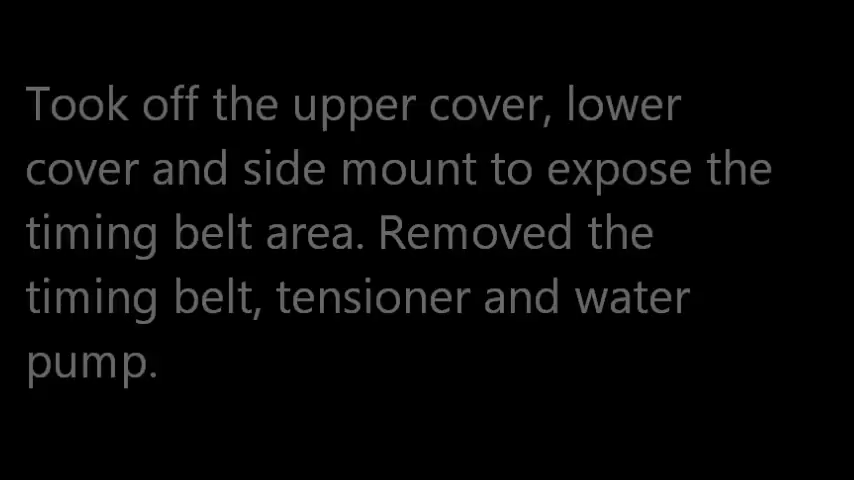 Took off the upper cover, lower
cover and side mount to expose the
timing belt area. Removed the
timing belt, tensioner and water
pump.